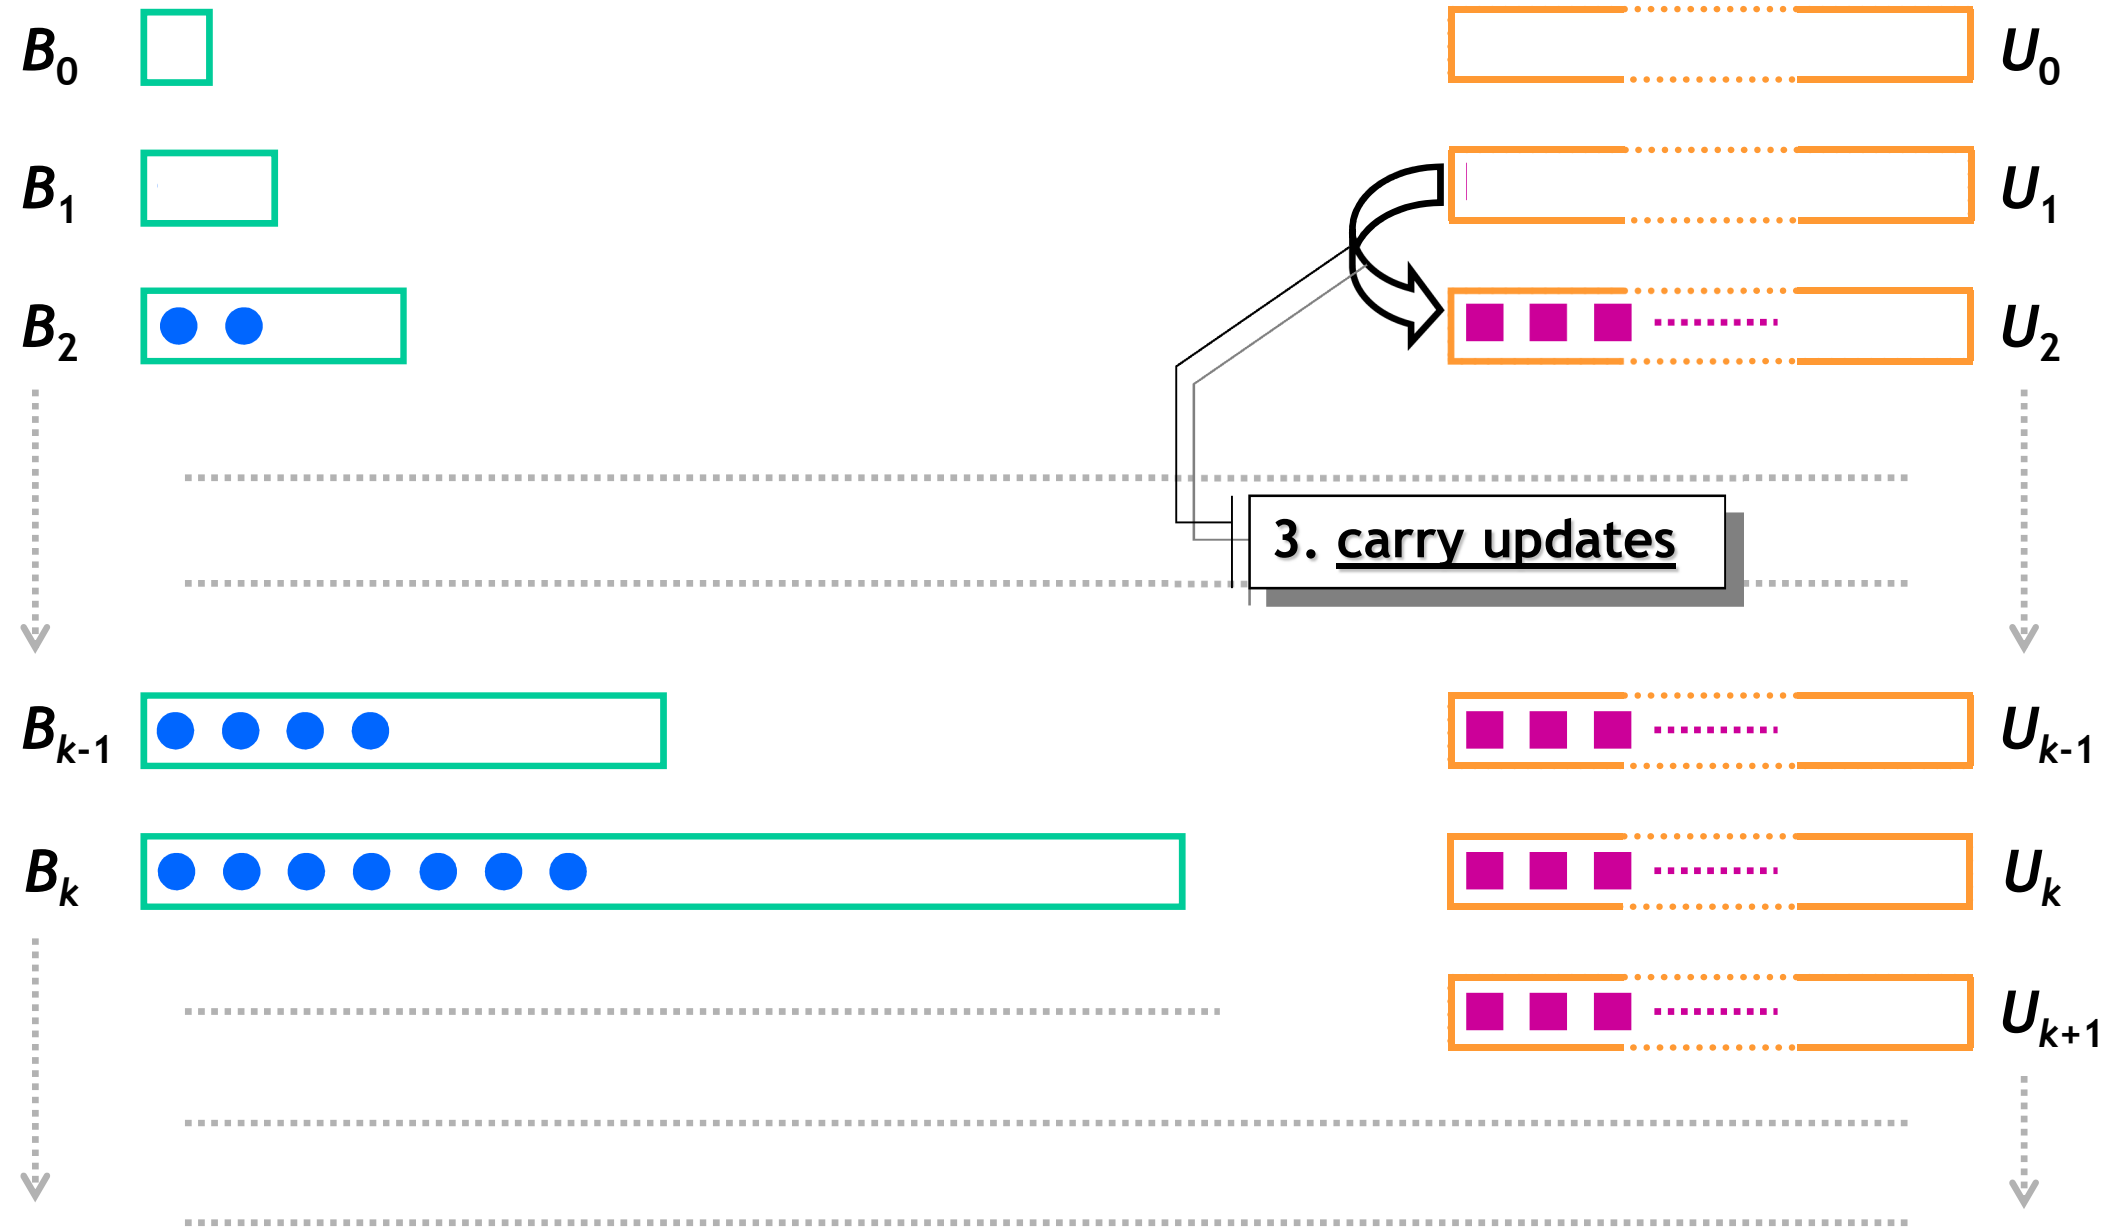 B0 U0
B1 U1
B2 U2
3. carry updates
Bk-1 Uk-1
Bk Uk
Uk+1